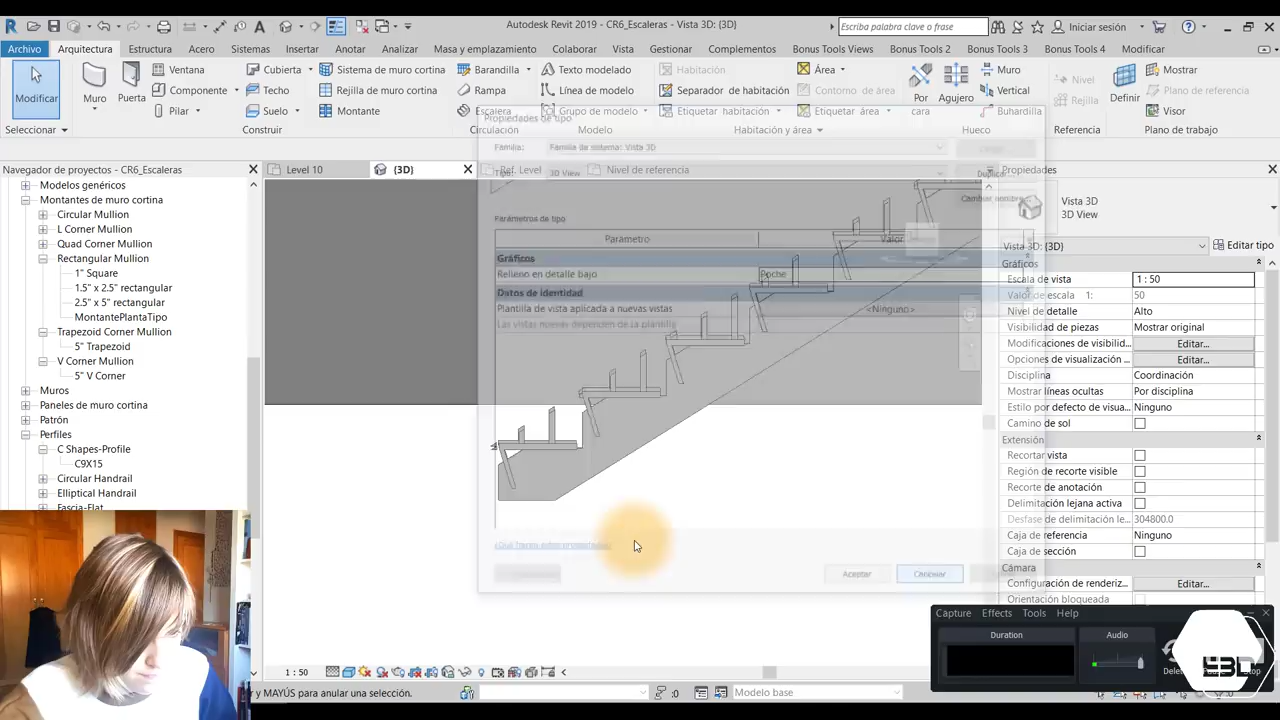 Autodesk Revit 2019 - CR6_Escaleras - Vista 3D: {3D}
Escriba palabra clave o frase
Iniciar sesión
Archivo Arquitectura Estructura Acero Sistemas Insertar Anotar Analizar Masa y emplazamiento Colaborar Vista Gestionar Complementos Bonus Tools Views Bonus Tools 2 Bonus Tools 3 Bonus Tools 4 Modificar
Modificar
Muro
Puerta
Ventana
Componente
Pilar
Cubierta
Techo
Suelo
Sistema de muro cortina
Rejilla de muro cortina
Montante
Barandilla
Rampa
Escalera
Texto modelado
Línea de modelo
Grupo de modelo
Habitación
Separador de habitación
Etiquetar habitación
Área
Contorno de área
Etiquetar área
Por cara
Agujero
Muro
Vertical
Buhardilla
Nivel
Rejilla
Definir
Mostrar
Plano de referencia
Visor
Seleccionar Construir Circulación Modelo Habitación y área Hueco Referencia Plano de trabajo
Navegador de proyectos - CR6_Escaleras
Level 10
{3D}
Ref. Level
Nivel de referencia
Propiedades
Modelos genéricos
Montantes de muro cortina
Circular Mullion
L Corner Mullion
Quad Corner Mullion
Rectangular Mullion
1" Square
1.5" x 2.5" rectangular
2.5" x 5" rectangular
MontantePlantaTipo
Trapezoid Corner Mullion
5" Trapezoid
V Corner Mullion
5" V Corner
Muros
Paneles de muro cortina
Patrón
Perfiles
C Shapes-Profile
C9X15
Circular Handrail
Elliptical Handrail
Fascia-Flat
Propiedades de tipo
Familia: Familia de sistema: Vista 3D
Tipo: 3D View
Duplicar...
Cambiar nombre...
Parámetros de tipo
Parámetro Valor
Gráficos
Relleno en detalle bajo Poche
Datos de identidad
Plantilla de vista aplicada a nuevas vistas <Ninguno>
Las vistas nuevas dependen de la plantilla
¿Qué hacen estas propiedades?
Aceptar Cancelar
Vista 3D
3D View
Vista 3D: {3D} Editar tipo
Gráficos
Escala de vista 1 : 50
Valor de escala 1: 50
Nivel de detalle Alto
Visibilidad de piezas Mostrar original
Modificaciones de visibilid... Editar...
Opciones de visualización ... Editar...
Disciplina Coordinación
Mostrar líneas ocultas Por disciplina
Estilo por defecto de visua... Ninguno
Camino de sol
Extensión
Recortar vista
Región de recorte visible
Recorte de anotación
Delimitación lejana activa
Desfase de delimitación le... 304800.0
Caja de referencia Ninguno
Caja de sección
Cámara
Configuración de renderiz... Editar...
Orientación bloqueada
Capture Effects Tools Help
Duration
Audio
1 : 50
y MAYÚS para anular una selección.
:0
Modelo base